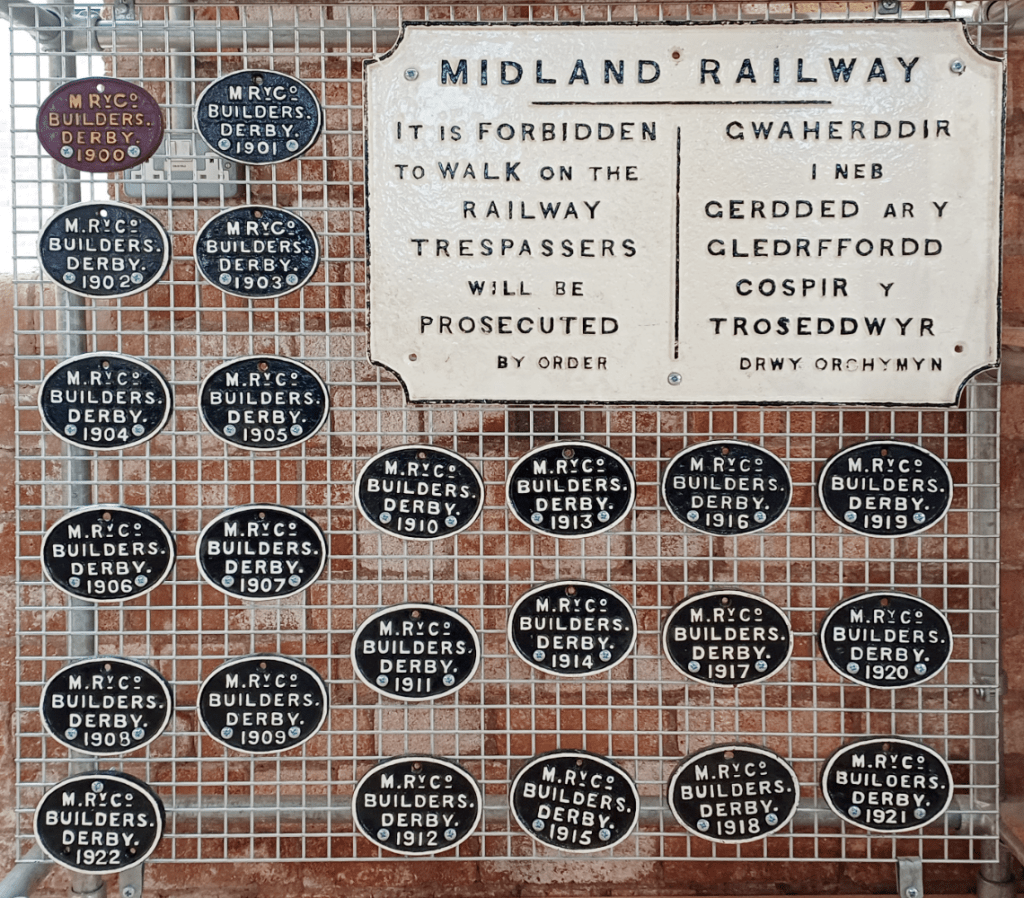 MIDLAND RAILWAY
IT IS FORBIDDEN
TO WALK ON THE
RAILWAY
TRESPASSERS
WILL BE
PROSECUTED
BY ORDER
GWAHERDDIR
I NEB
GERDDED AR Y
GLEDRFFORDD
COSPIR Y
TROSEDDWYR
DRWY ORCHYMYN
M RY CO
BUILDERS.
DERBY.
1900
M RY CO
BUILDERS.
DERBY.
1901
M. RY CO
BUILDERS.
DERBY.
1902
M RY CO
BUILDERS.
DERBY.
1903
M. RY CO
BUILDERS.
DERBY.
1904
M. RY CO
BUILDERS.
DERBY.
1905
M. RY CO
BUILDERS.
DERBY.
1906
M. RY CO
BUILDERS.
DERBY.
1907
M. RY CO
BUILDERS.
DERBY.
1908
M. RY CO
BUILDERS.
DERBY.
1909
M. RY CO
BUILDERS.
DERBY.
1910
M. RY CO
BUILDERS.
DERBY.
1913
M. RY CO
BUILDERS.
DERBY.
1916
M. RY CO
BUILDERS.
DERBY.
1919
M. RY CO
BUILDERS.
DERBY.
1911
M. RY CO
BUILDERS.
DERBY.
1914
M. RY CO
BUILDERS.
DERBY.
1917
M. RY CO
BUILDERS.
DERBY.
1920
M. RY CO
BUILDERS.
DERBY.
1922
M. RY CO
BUILDERS.
DERBY.
1912
M. RY CO
BUILDERS.
DERBY.
1915
M. RY CO
BUILDERS.
DERBY.
1918
M. RY CO
BUILDERS.
DERBY.
1921